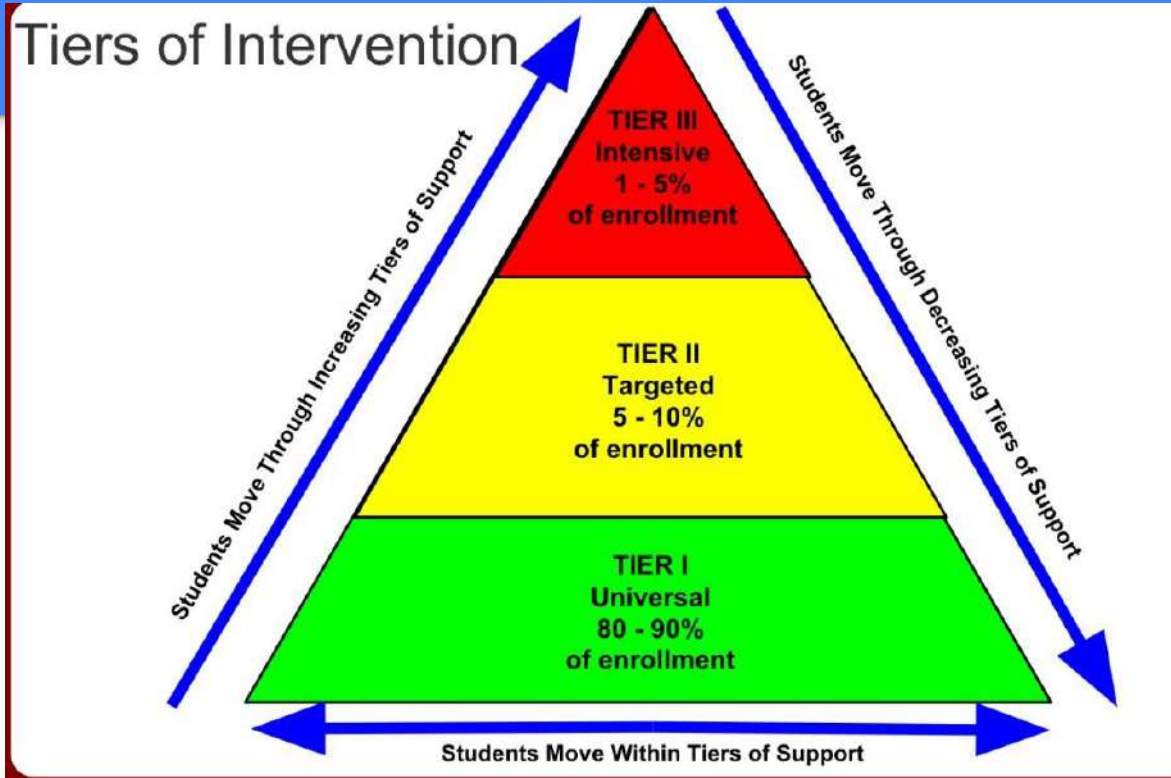 Tiers of Intervention
Students Move Through Increasing Tiers of Support
Students Move Through Decreasing Tiers of Support
TIER III
Intensive
1 - 5%
of enrollment
TIER II
Targeted
5 - 10%
of enrollment
TIER I
Universal
80 - 90%
of enrollment
Students Move Within Tiers of Support